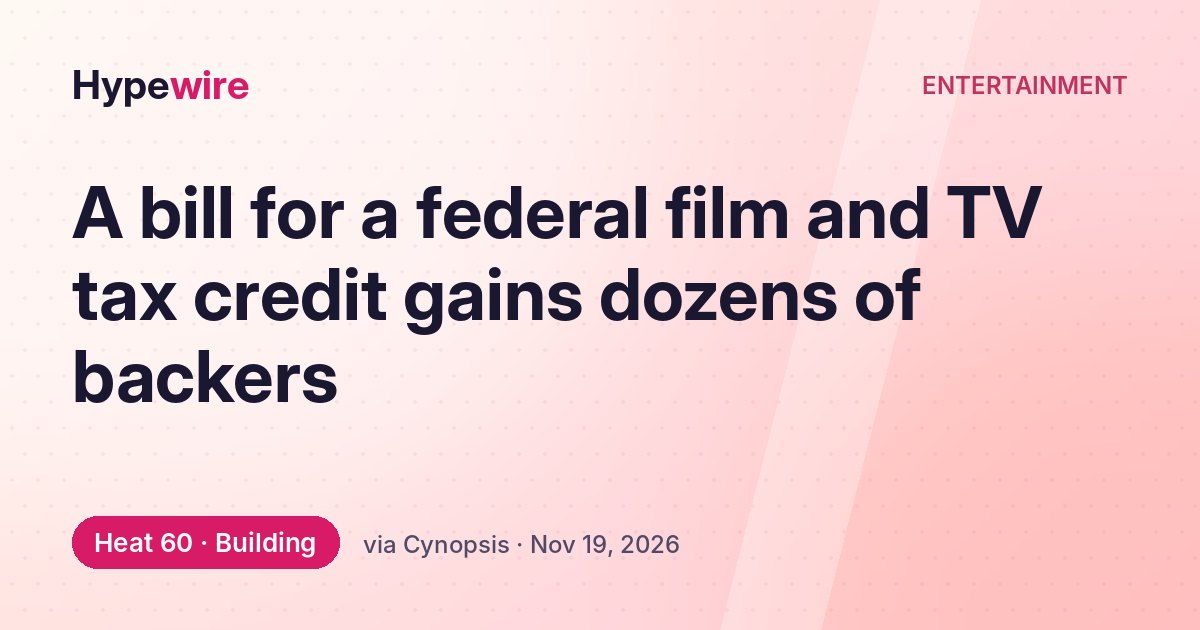 Hypewire
ENTERTAINMENT
A bill for a federal film and TV
tax credit gains dozens of
backers
Heat 60 · Building
via Cynopsis · Nov 19, 2026